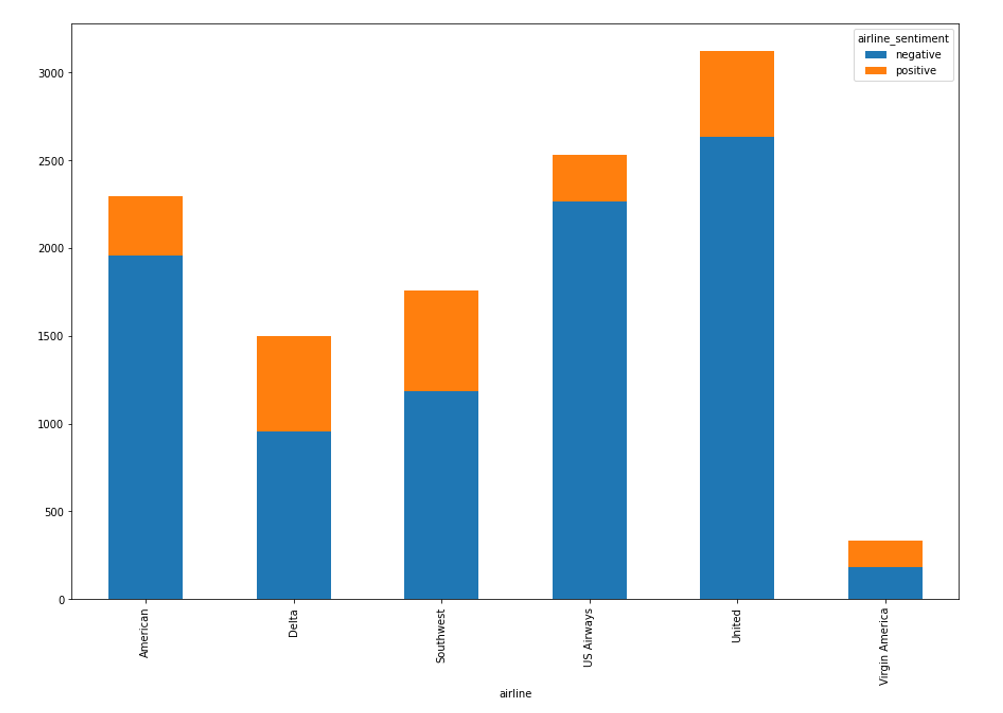 airline_sentiment
negative
positive
3000
2500
2000
1500
1000
500
0
American
Delta
Southwest
US Airways
United
Virgin America
airline